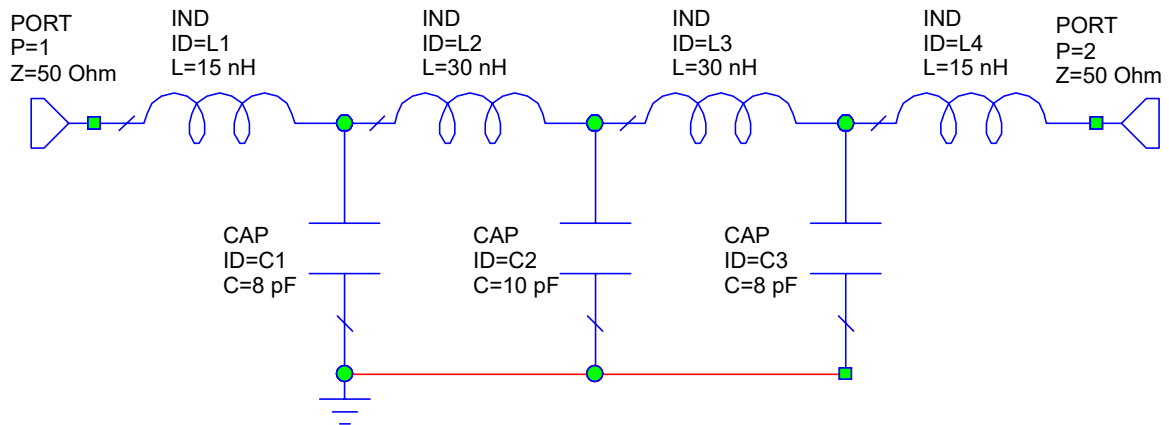 PORT
P=1
Z=50 Ohm
IND
ID=L1
L=15 nH
IND
ID=L2
L=30 nH
IND
ID=L3
L=30 nH
IND
ID=L4
L=15 nH
PORT
P=2
Z=50 Ohm
CAP
ID=C1
C=8 pF
CAP
ID=C2
C=10 pF
CAP
ID=C3
C=8 pF